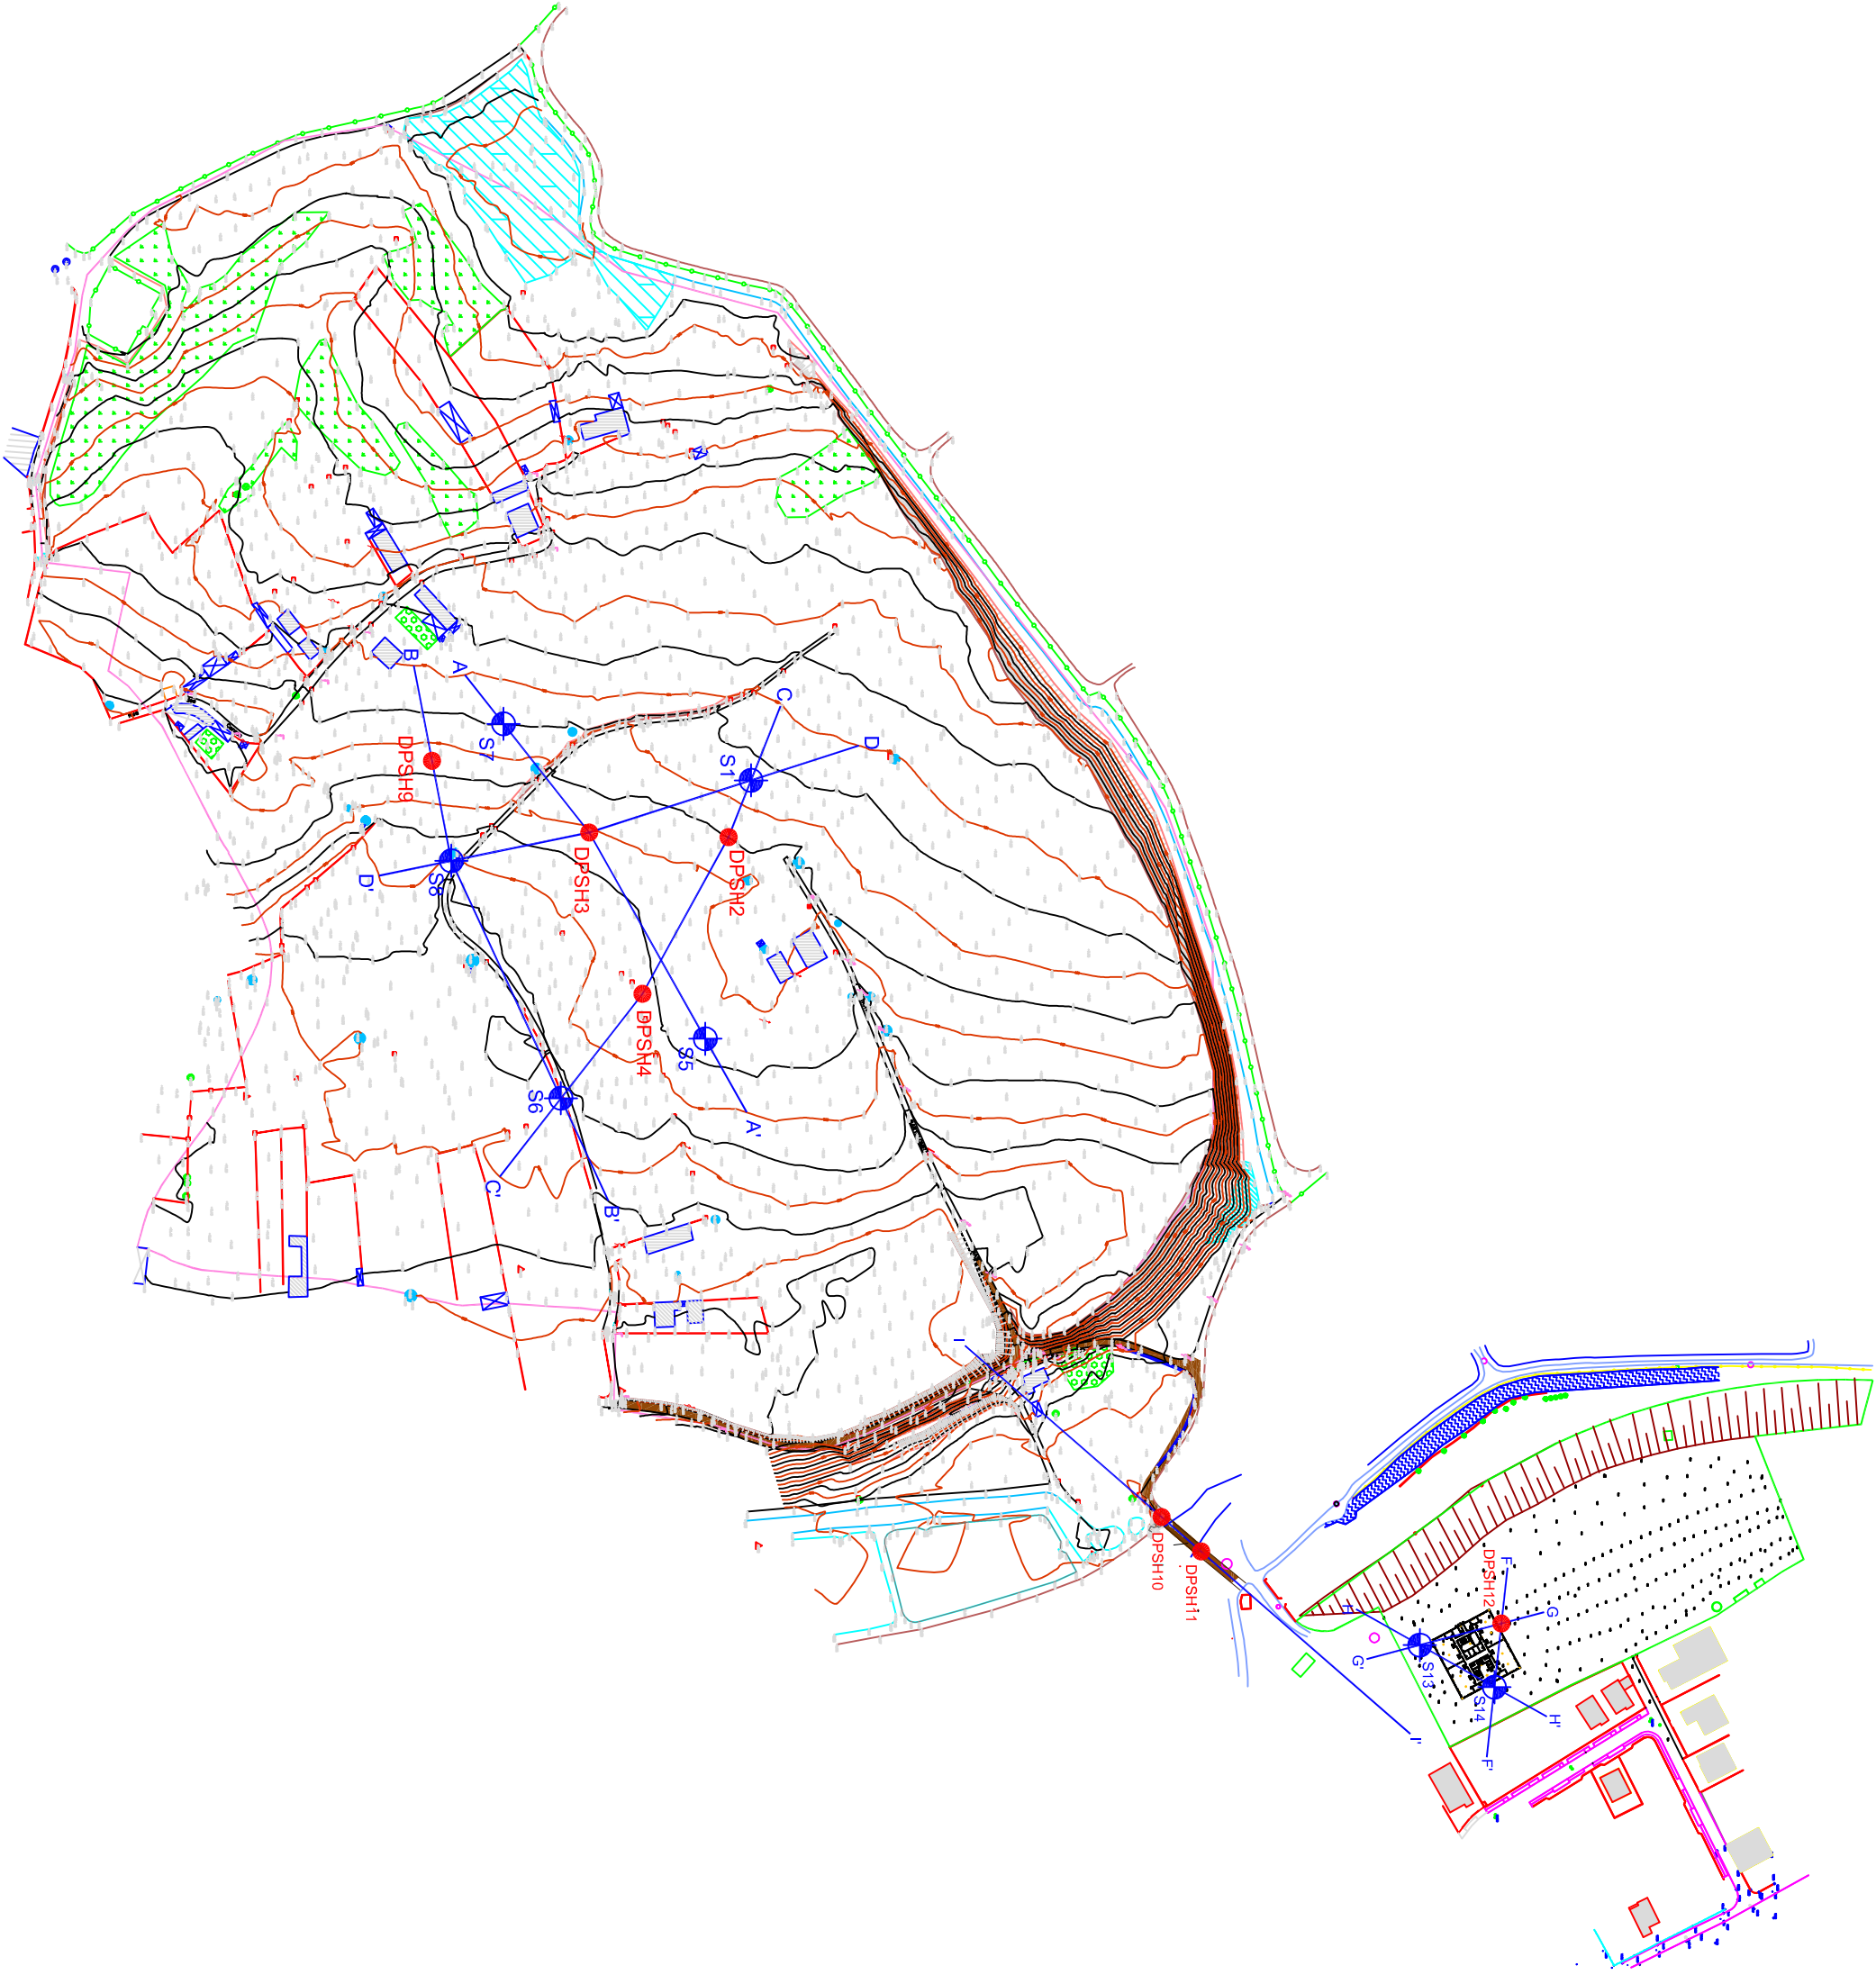 B
A
C
D
S7
S1
DPSH9
DPSH3
DPSH2
D'
S8
DPSH4
S5
S6
A'
C'
B'
I
DPSH10
DPSH11
DPSH12
F
G
G'
S13
S14
H'
I'
F'